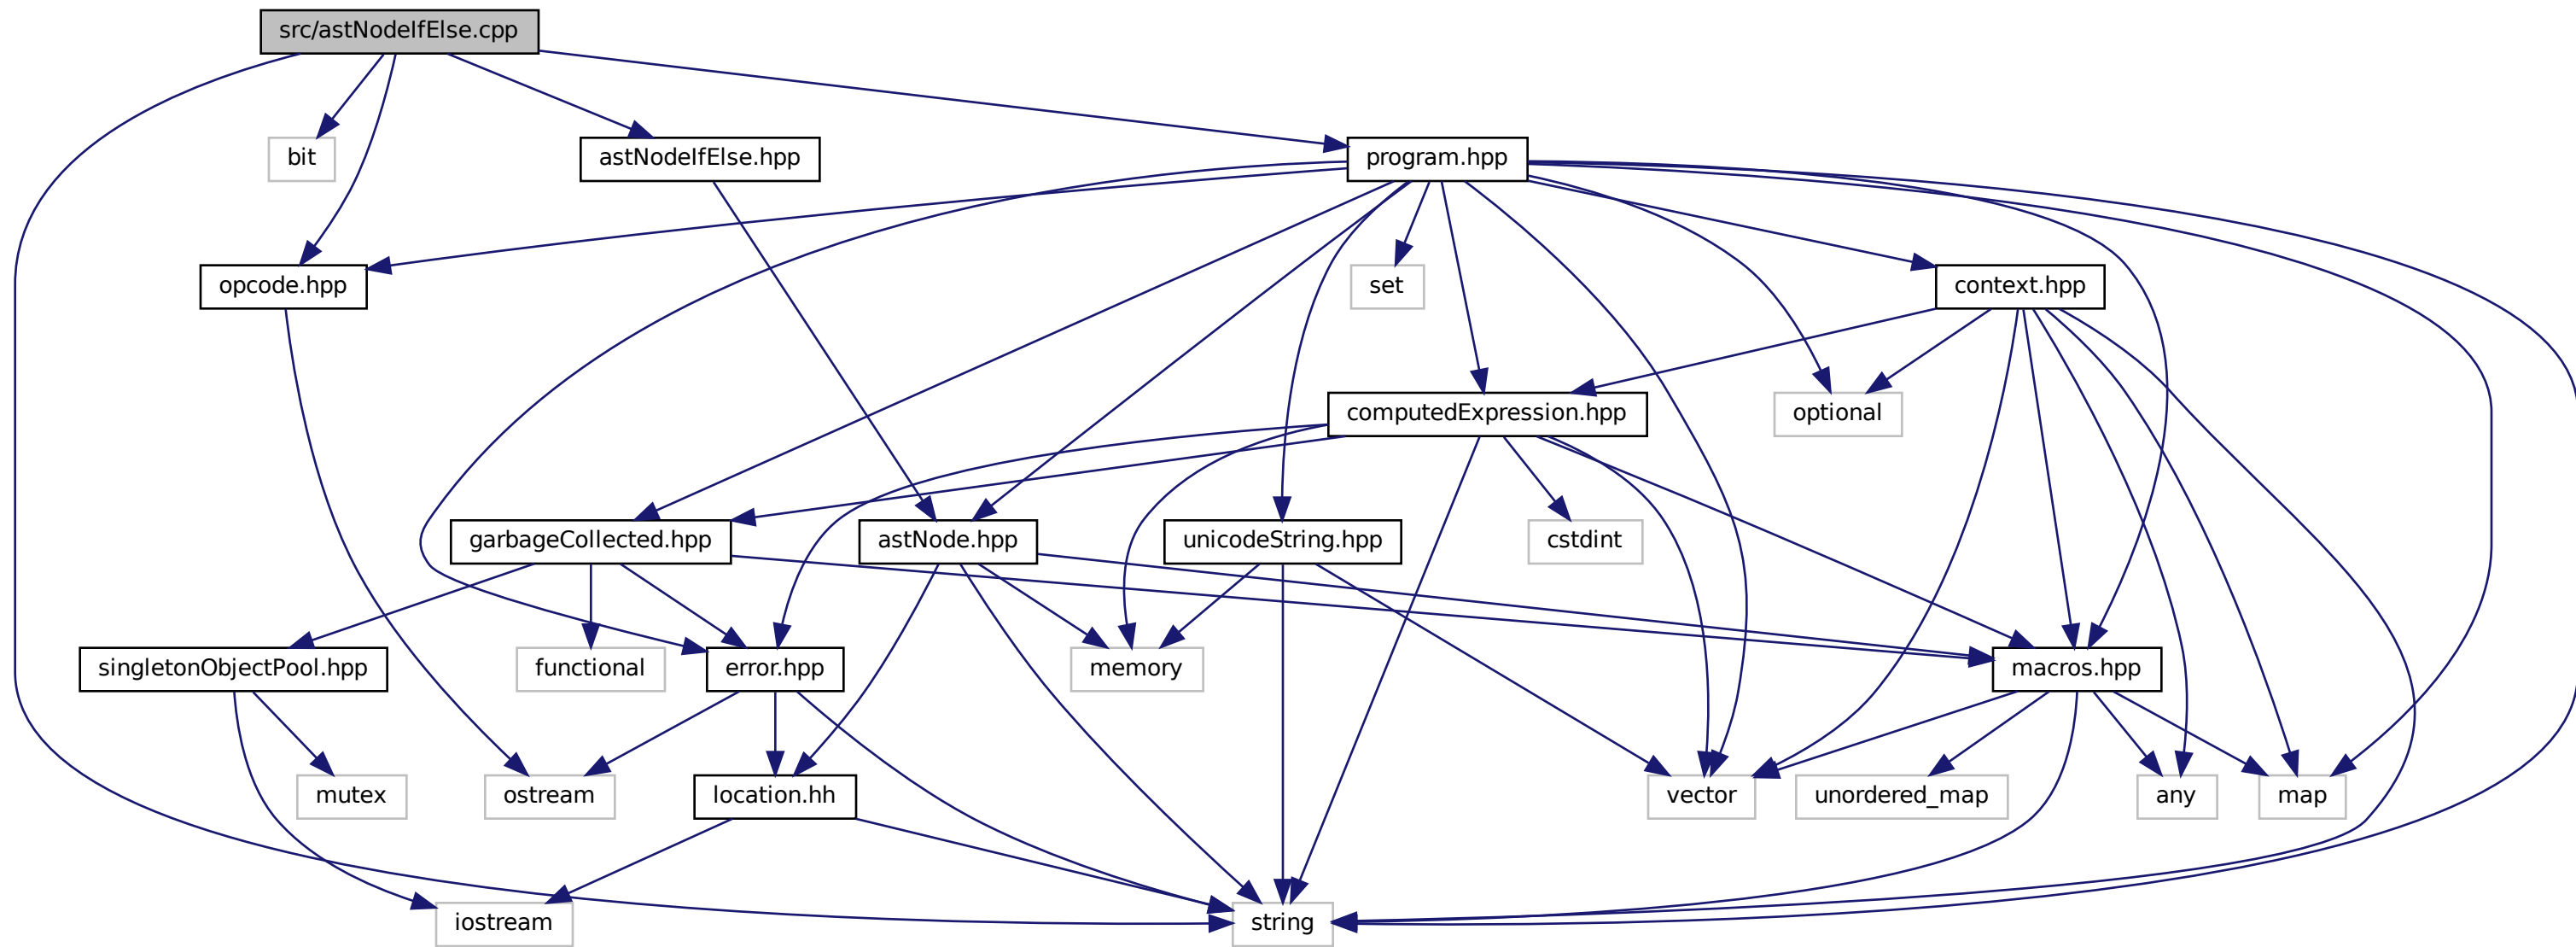 src/astNodeIfElse.cpp
bit
astNodeIfElse.hpp
program.hpp
opcode.hpp
set
context.hpp
computedExpression.hpp
optional
garbageCollected.hpp
astNode.hpp
unicodeString.hpp
cstdint
singletonObjectPool.hpp
functional
error.hpp
memory
macros.hpp
mutex
ostream
location.hh
vector
unordered_map
any
map
iostream
string